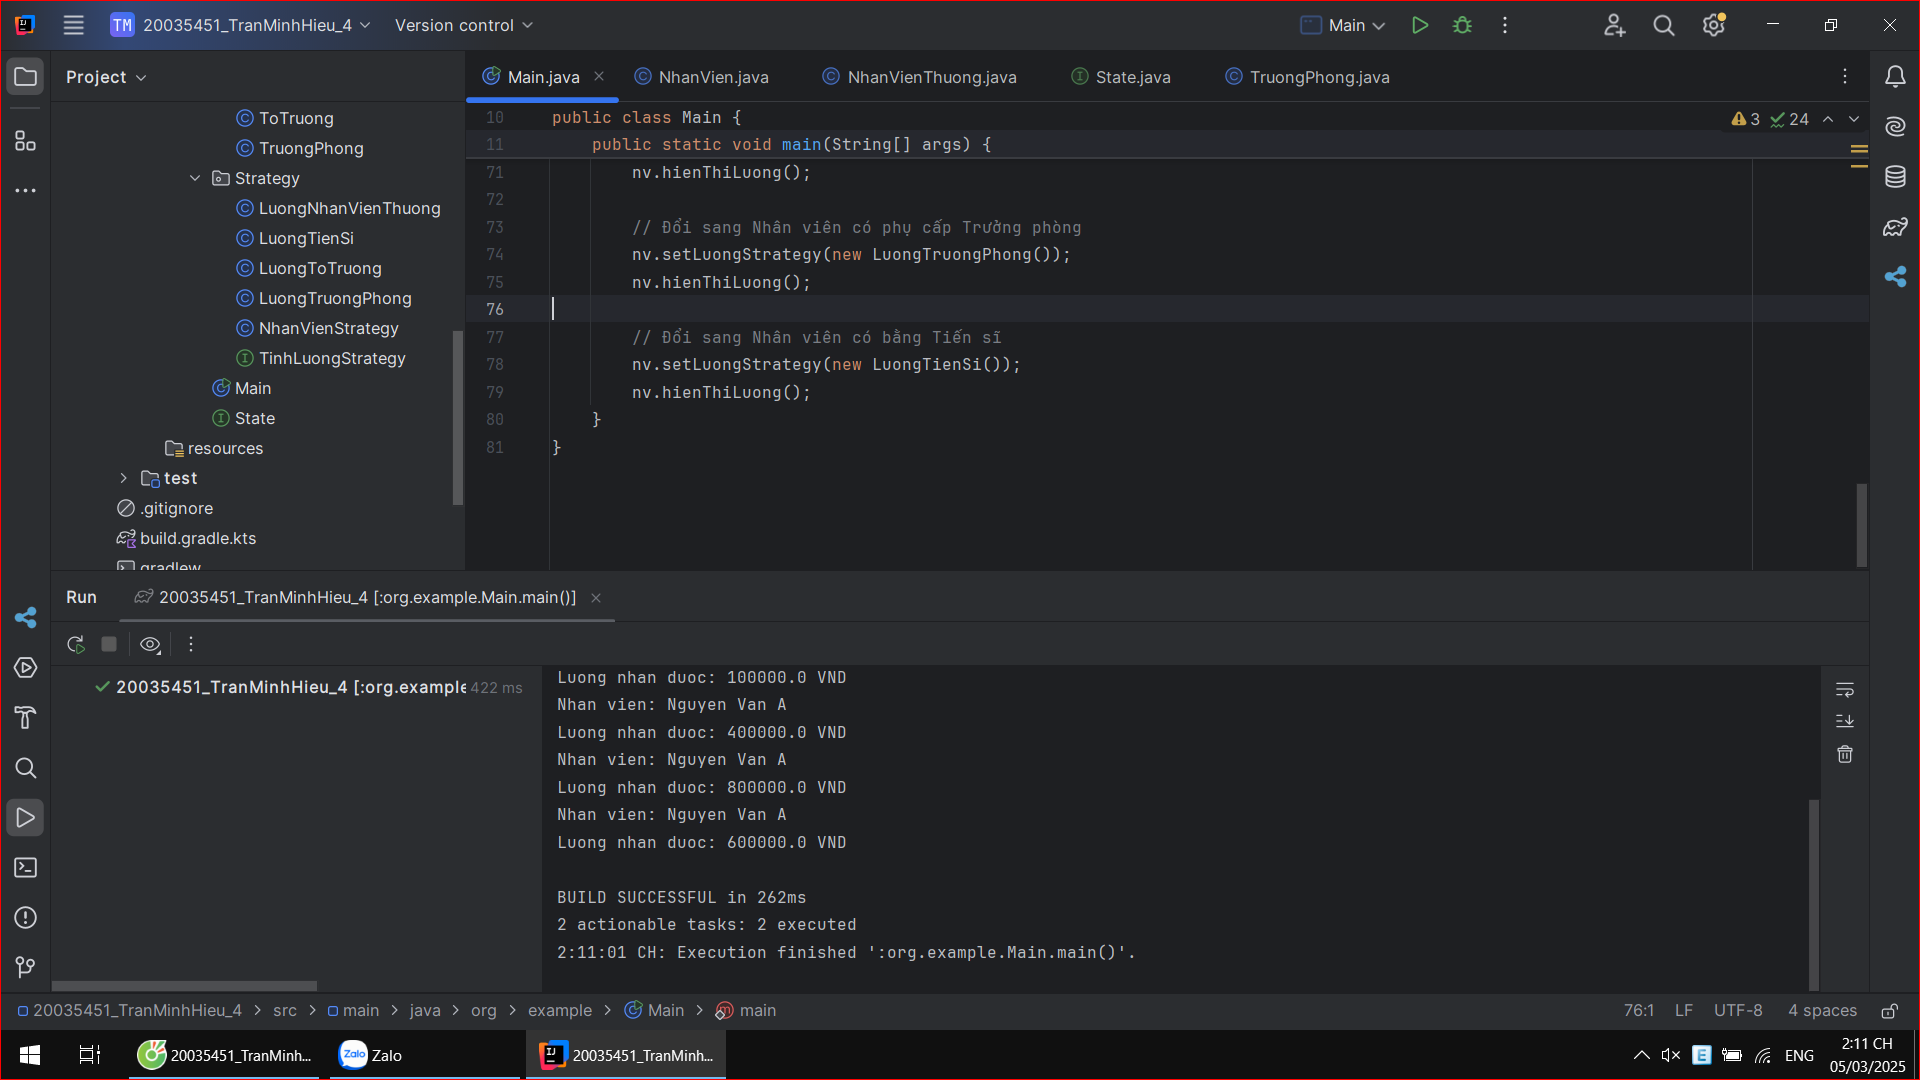 TM 20035451_TranMinhHieu_4 Version control Main
Project
Main.java NhanVien.java NhanVienThuong.java State.java TruongPhong.java
ToTruong
TruongPhong
Strategy
LuongNhanVienThuong
LuongTienSi
LuongToTruong
LuongTruongPhong
NhanVienStrategy
TinhLuongStrategy
Main
State
resources
test
.gitignore
build.gradle.kts
gradlew
3 24
10 public class Main {
11 public static void main(String[] args) {
71 nv.hienThiLuong();
72
73 // Đổi sang Nhân viên có phụ cấp Trưởng phòng
74 nv.setLuongStrategy(new LuongTruongPhong());
75 nv.hienThiLuong();
76
77 // Đổi sang Nhân viên có bằng Tiến sĩ
78 nv.setLuongStrategy(new LuongTienSi());
79 nv.hienThiLuong();
80 }
81 }
Run 20035451_TranMinhHieu_4 [:org.example.Main.main()]
20035451_TranMinhHieu_4 [:org.example 422 ms
Luong nhan duoc: 100000.0 VND
Nhan vien: Nguyen Van A
Luong nhan duoc: 400000.0 VND
Nhan vien: Nguyen Van A
Luong nhan duoc: 800000.0 VND
Nhan vien: Nguyen Van A
Luong nhan duoc: 600000.0 VND
BUILD SUCCESSFUL in 262ms
2 actionable tasks: 2 executed
2:11:01 CH: Execution finished ':org.example.Main.main()'.
20035451_TranMinhHieu_4 > src > main > java > org > example > Main > main 76:1 LF UTF-8 4 spaces
20035451_TranMinh... Zalo Zalo 20035451_TranMinh... ENG
2:11 CH
05/03/2025